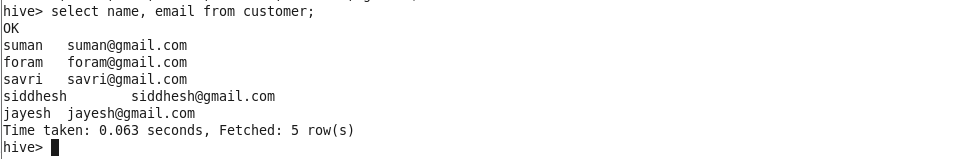 hive> select name, email from customer;
OK
suman	suman@gmail.com
foram	foram@gmail.com
savri	savri@gmail.com
siddhesh	siddhesh@gmail.com
jayesh	jayesh@gmail.com
Time taken: 0.063 seconds, Fetched: 5 row(s)
hive>